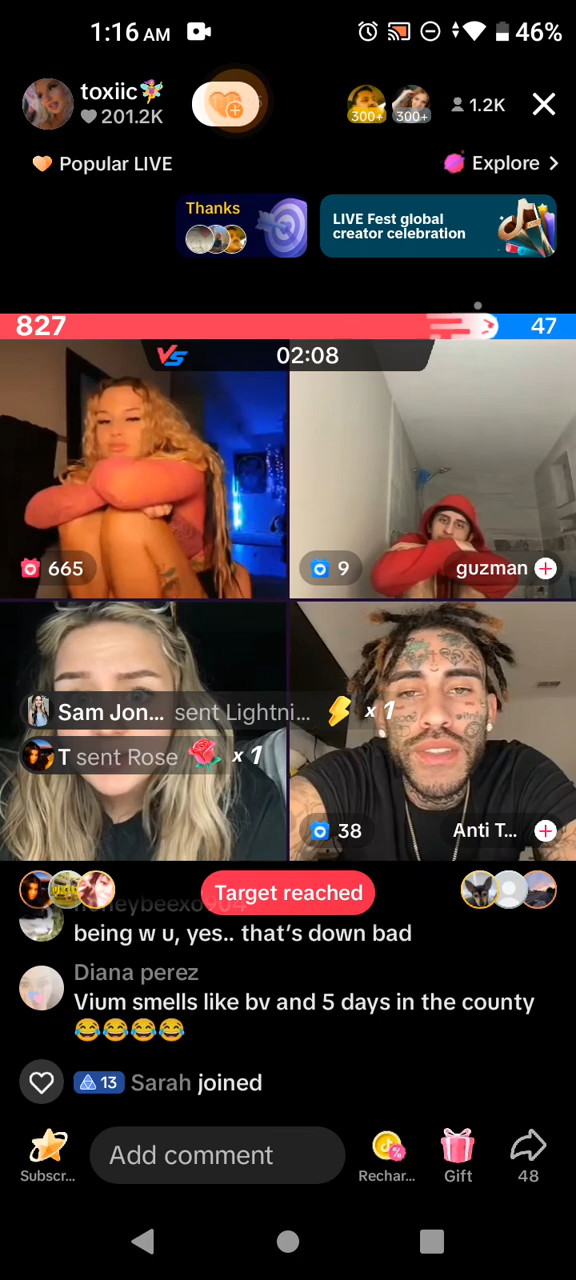 1:16 AM
46%
toxiic🧚
201.2K
300+
300+
1.2K
Popular LIVE
Explore >
Thanks
LIVE Fest global
creator celebration
827
47
VS
02:08
665
9
guzman
Sam Jon... sent Lightni... x 1
T sent Rose x 1
38
Anti T...
Target reached
being w u, yes.. that's down bad
Diana perez
Vium smells like bv and 5 days in the county
😂😂😂😂
13 Sarah joined
Subscr...
Add comment
Rechar...
Gift
48